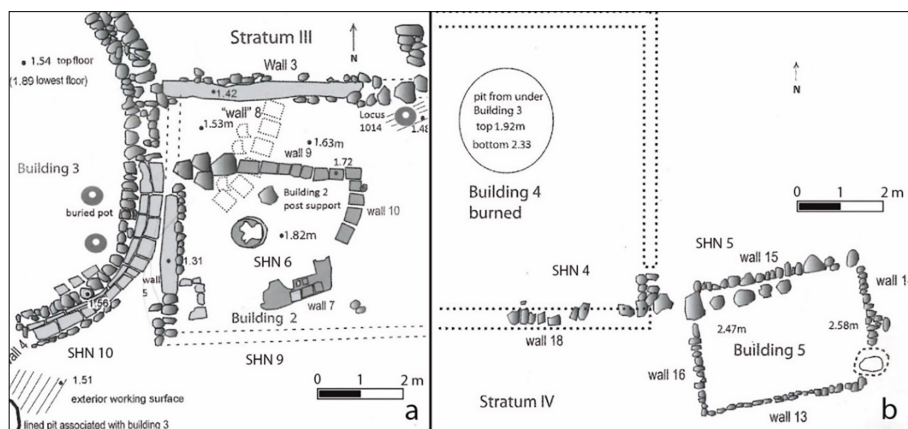 Stratum III
N
Wall 3
1.54 top floor
(1.89 lowest floor)
1.42
"wall" 8
1.53m
Locus
1014
1.48
1.63m
wall 9
1.72
Building 3
Building 2
post support
buried pot
wall 10
1.82m
1.31
SHN 6
wall
5
1.56
wall 7
wall 4
Building 2
SHN 10
SHN 9
1.51
exterior working surface
0 1 2 m
lined pit associated with building 3
a
N
pit from under
Building 3
top 1.92m
bottom 2.33
Building 4
burned
0 1 2 m
SHN 4
SHN 5
wall 15
wall 18
2.47m
2.58m
Building 5
wall 16
wall 13
Stratum IV
b